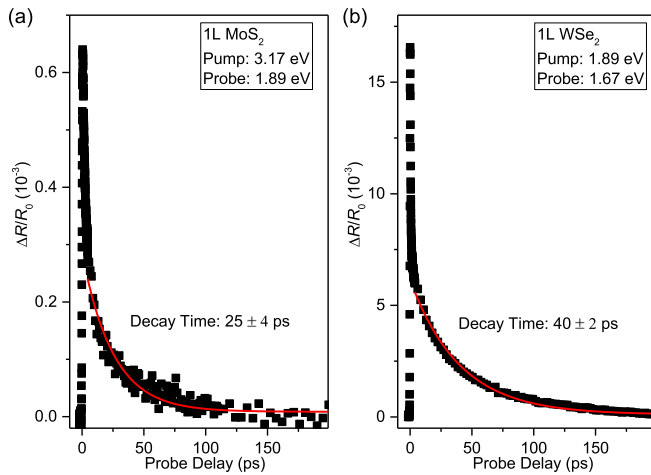 (a)
1L MoS₂
Pump: 3.17 eV
Probe: 1.89 eV
0.6
0.4
0.2
0.0
ΔR/R₀ (10⁻³)
Decay Time: 25 ± 4 ps
0
50
100
150
Probe Delay (ps)
(b)
1L WSe₂
Pump: 1.89 eV
Probe: 1.67 eV
15
10
5
0
ΔR/R₀ (10⁻³)
Decay Time: 40 ± 2 ps
0
50
100
150
Probe Delay (ps)